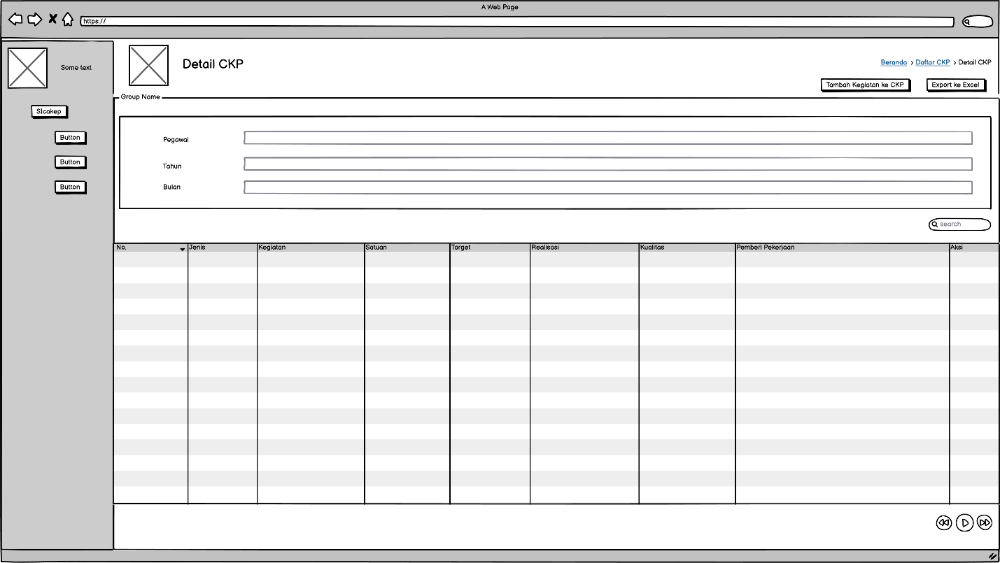 A Web Page
https://
Some text
SIcakep
Button
Button
Button
Detail CKP
Beranda > Daftar CKP > Detail CKP
Tambah Kegiatan ke CKP
Export ke Excel
Group Name
Pegawai
Tahun
Bulan
search
No. Jenis Kegiatan Satuan Target Realisasi Kualitas Pemberi Pekerjaan Aksi